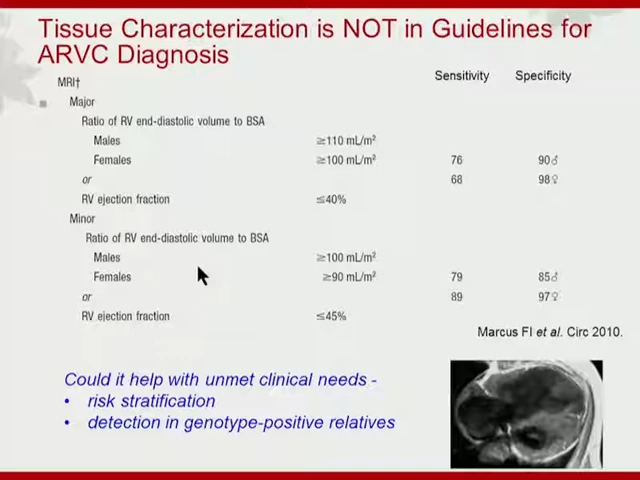 Tissue Characterization is NOT in Guidelines for
ARVC Diagnosis
MRI† Sensitivity Specificity
Major
Ratio of RV end-diastolic volume to BSA
Males ≥110 mL/m²
Females ≥100 mL/m² 76 90♂
or 68 98♀
RV ejection fraction ≤40%
Minor
Ratio of RV end-diastolic volume to BSA
Males ≥100 mL/m²
Females ≥90 mL/m² 79 85♂
or 89 97♀
RV ejection fraction ≤45%
Marcus FI et al. Circ 2010.
Could it help with unmet clinical needs -
• risk stratification
• detection in genotype-positive relatives